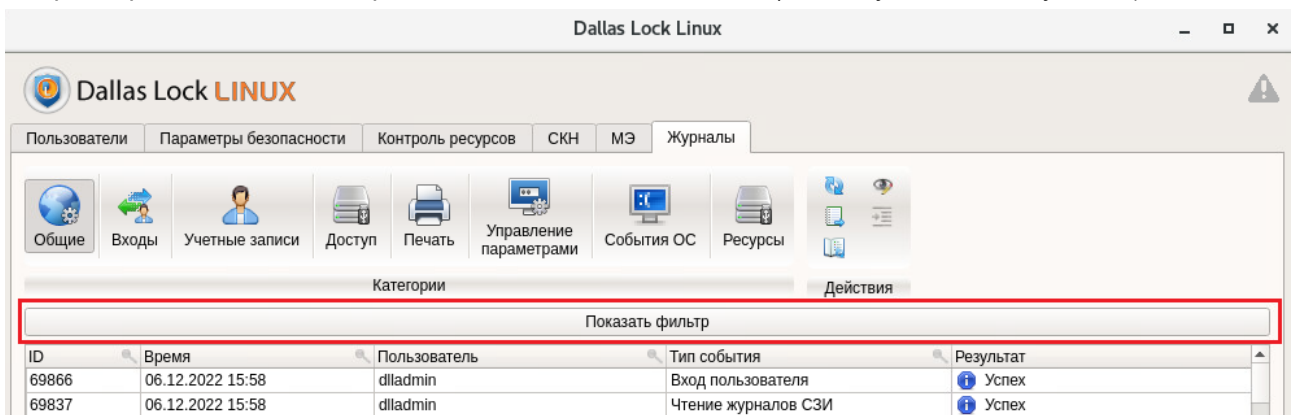 Dallas Lock Linux
Dallas Lock LINUX
Пользователи Параметры безопасности Контроль ресурсов СКН МЭ Журналы
Общие Входы Учетные записи Доступ Печать Управление параметрами События ОС Ресурсы
Категории Действия
Показать фильтр
ID Время Пользователь Тип события Результат
69866 06.12.2022 15:58 dlladmin Вход пользователя Успех
69837 06.12.2022 15:58 dlladmin Чтение журналов СЗИ Успех